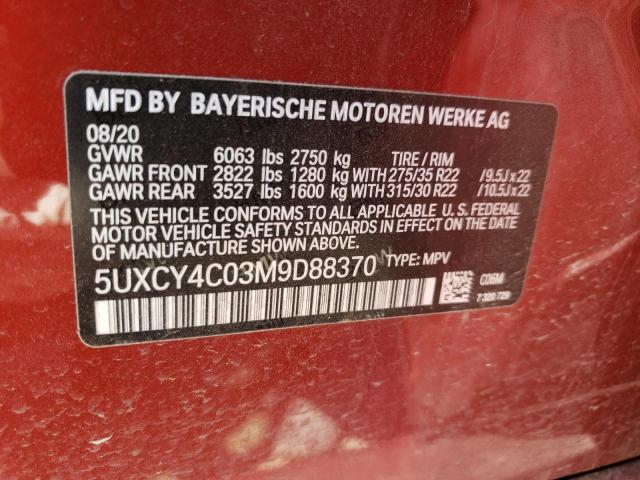 MFD BY BAYERISCHE MOTOREN WERKE AG
08/20
GVWR 6063 lbs 2750 kg TIRE / RIM
GAWR FRONT 2822 lbs 1280 kg WITH 275/35 R22 / 9.5J x 22
GAWR REAR 3527 lbs 1600 kg WITH 315/30 R22 / 10.5J x 22
THIS VEHICLE CONFORMS TO ALL APPLICABLE U. S. FEDERAL
MOTOR VEHICLE SAFETY STANDARDS IN EFFECT ON THE DATE
OF MANUFACTURE SHOWN ABOVE.
5UXCY4C03M9D88370 TYPE: MPV
C06M
7 320 729